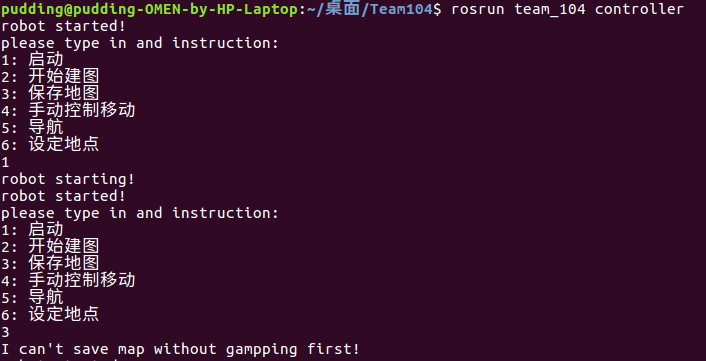 pudding@pudding-OMEN-by-HP-Laptop:~/桌面/Team104$ rosrun team_104 controller
robot started!
please type in and instruction:
1: 启动
2: 开始建图
3: 保存地图
4: 手动控制移动
5: 导航
6: 设定地点
1
robot starting!
robot started!
please type in and instruction:
1: 启动
2: 开始建图
3: 保存地图
4: 手动控制移动
5: 导航
6: 设定地点
3
I can't save map without gampping first!